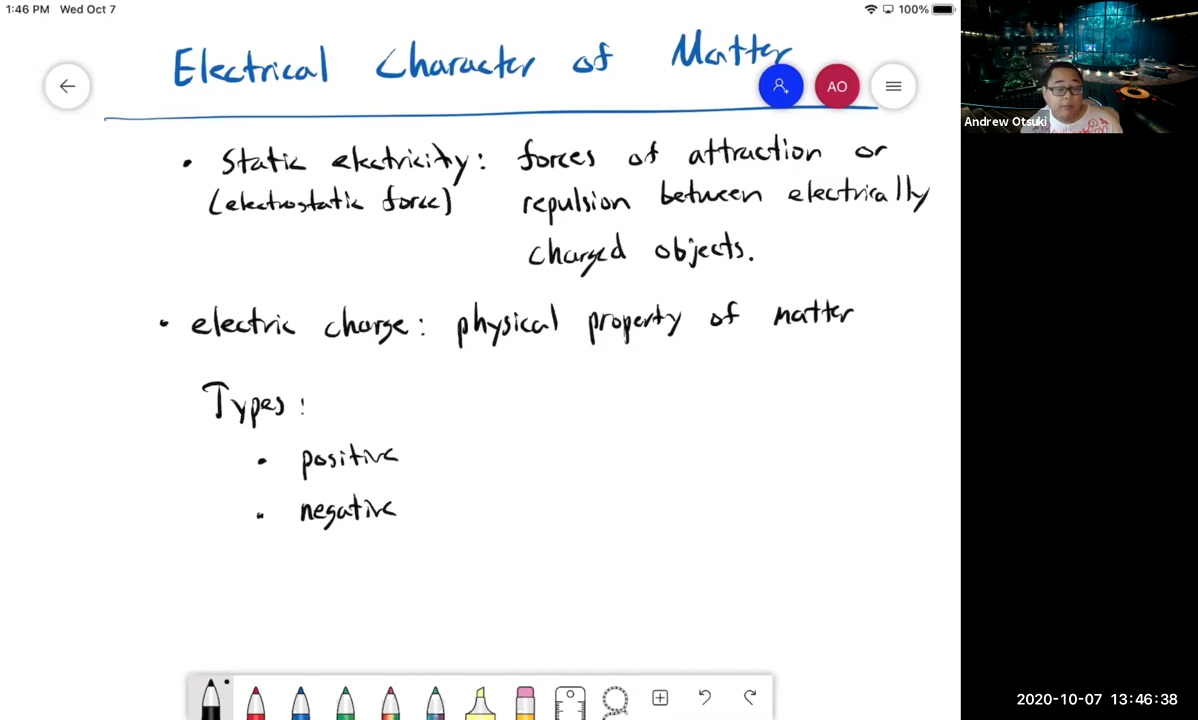 1:46 PM Wed Oct 7
100%
Electrical Character of Matter
AO
Andrew Otsuki
• Static electricity: forces of attraction or
(electrostatic force) repulsion between electrically
charged objects.
• electric charge: physical property of matter
Types:
• positive
• negative
2020-10-07 13:46:38